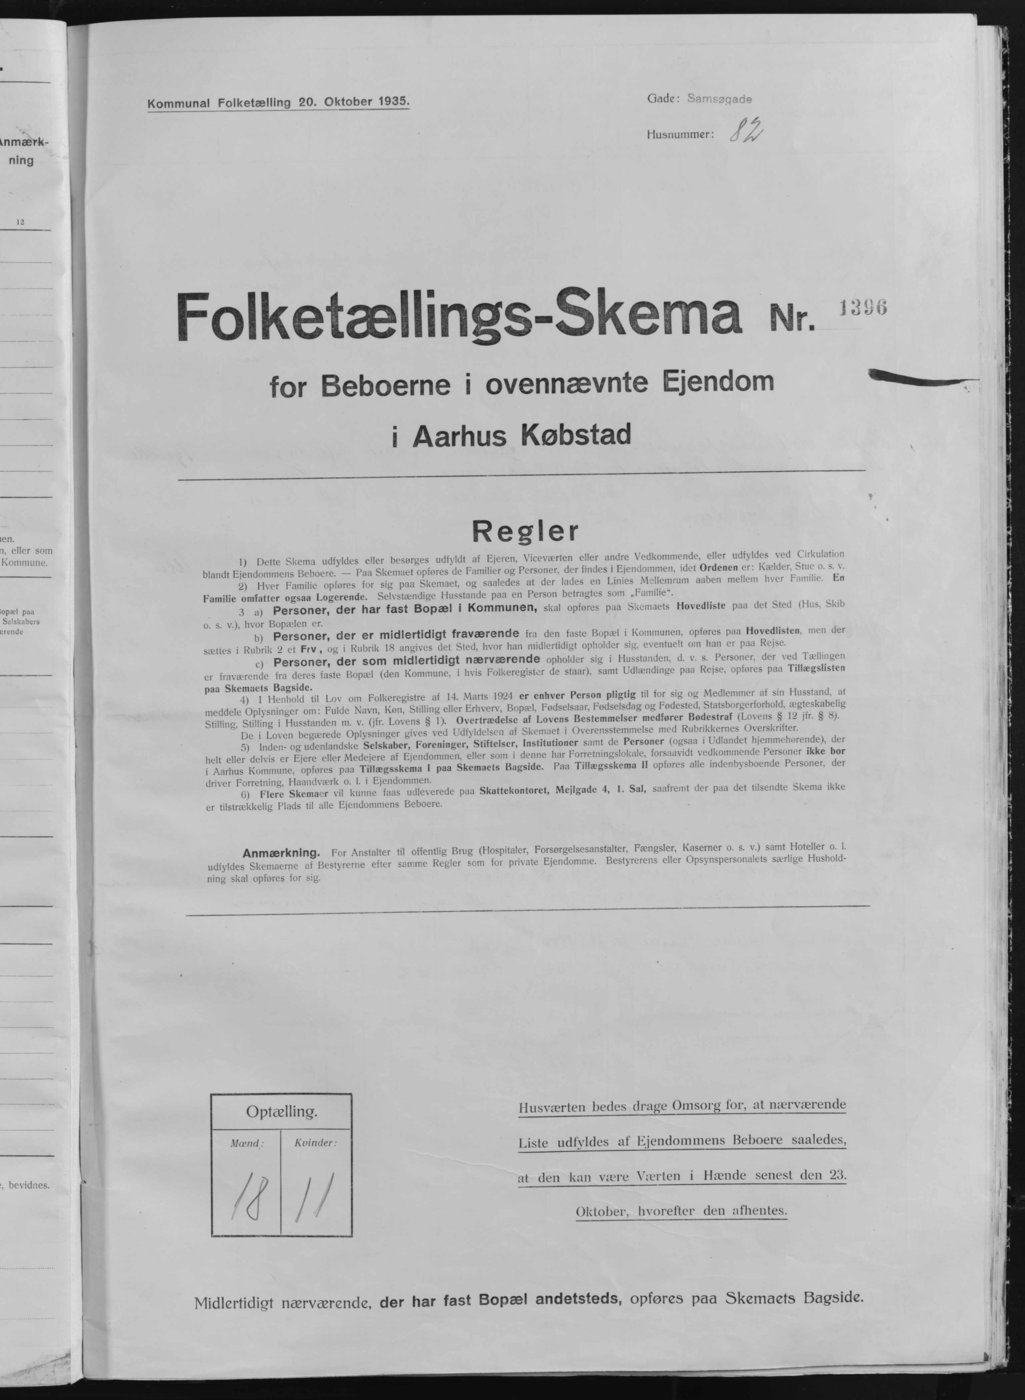 Anmærk-
ning
12
en.
n, eller som
Kommune.
Bopæl paa
Selskabers
ærende
e, bevidnes.
Kommunal Folketælling 20. Oktober 1935.
Gade: Samsøgade
Husnummer: 82
Folketællings-Skema Nr. 1396
for Beboerne i ovennævnte Ejendom
i Aarhus Købstad
Regler
1) Dette Skema udfyldes eller besørges udfyldt af Ejeren, Viceværten eller andre Vedkommende, eller udfyldes ved Cirkulation
blandt Ejendommens Beboere. — Paa Skemaet opføres de Familier og Personer, der findes i Ejendommen, idet Ordenen er: Kælder, Stue o. s. v.
2) Hver Familie opføres for sig paa Skemaet, og saaledes at der lades en Linies Mellemrum aaben mellem hver Familie. En
Familie omfatter ogsaa Logerende. Selvstændige Husstande paa en Person betragtes som „Familie".
3 a) Personer, der har fast Bopæl i Kommunen, skal opføres paa Skemaets Hovedliste paa det Sted (Hus, Skib
o. s. v.), hvor Bopælen er.
b) Personer, der er midlertidigt fraværende fra den faste Bopæl i Kommunen, opføres paa Hovedlisten, men der
sættes i Rubrik 2 et Frv., og i Rubrik 18 angives det Sted, hvor han midlertidigt opholder sig, eventuelt om han er paa Rejse.
c) Personer, der som midlertidigt nærværende opholder sig i Husstanden, d. v. s. Personer, der ved Tællingen
er fraværende fra deres faste Bopæl (den Kommune, i hvis Folkeregister de staar), samt Udlændinge paa Rejse, opføres paa Tillægslisten
paa Skemaets Bagside.
4) I Henhold til Lov om Folkeregistre af 14. Marts 1924 er enhver Person pligtig til for sig og Medlemmer af sin Husstand, at
meddele Oplysninger om: Fulde Navn, Køn, Stilling eller Erhverv, Bopæl, Fødselsaar, Fødselsdag og Fødested, Statsborgerforhold, ægteskabelig
Stilling, Stilling i Husstanden m. v. (jfr. Lovens § 1). Overtrædelse af Lovens Bestemmelser medfører Bødestraf (Lovens § 12 jfr. § 8).
De i Loven begærede Oplysninger gives ved Udfyldelsen af Skemaet i Overensstemmelse med Rubrikkernes Overskrifter.
5) Inden- og udenlandske Selskaber, Foreninger, Stiftelser, Institutioner samt de Personer (ogsaa i Udlandet hjemmehørende), der
helt eller delvis er Ejere eller Medejere af Ejendommen, eller som i denne har Forretningslokale, forsaavidt vedkommende Personer ikke bor
i Aarhus Kommune, opføres paa Tillægsskema I paa Skemaets Bagside. Paa Tillægsskema II opføres alle indenbysboende Personer, der
driver Forretning, Haandværk o. l. i Ejendommen.
6) Flere Skemaer vil kunne faas udleverede paa Skattekontoret, Mejlgade 4, 1. Sal, saafremt der paa det tilsendte Skema ikke
er tilstrækkelig Plads til alle Ejendommens Beboere.
Anmærkning. For Anstalter til offentlig Brug (Hospitaler, Forsørgelsesanstalter, Fængsler, Kaserner o. s. v.) samt Hoteller o. l.
udfyldes Skemaerne af Bestyrerne efter samme Regler som for private Ejendomme. Bestyrerens eller Opsynspersonalets særlige Hushold-
ning skal opføres for sig.
Optælling.
Mænd: Kvinder:
18 11
Husværten bedes drage Omsorg for, at nærværende
Liste udfyldes af Ejendommens Beboere saaledes,
at den kan være Værten i Hænde senest den 23.
Oktober, hvorefter den afhentes.
Midlertidigt nærværende, der har fast Bopæl andetsteds, opføres paa Skemaets Bagside.